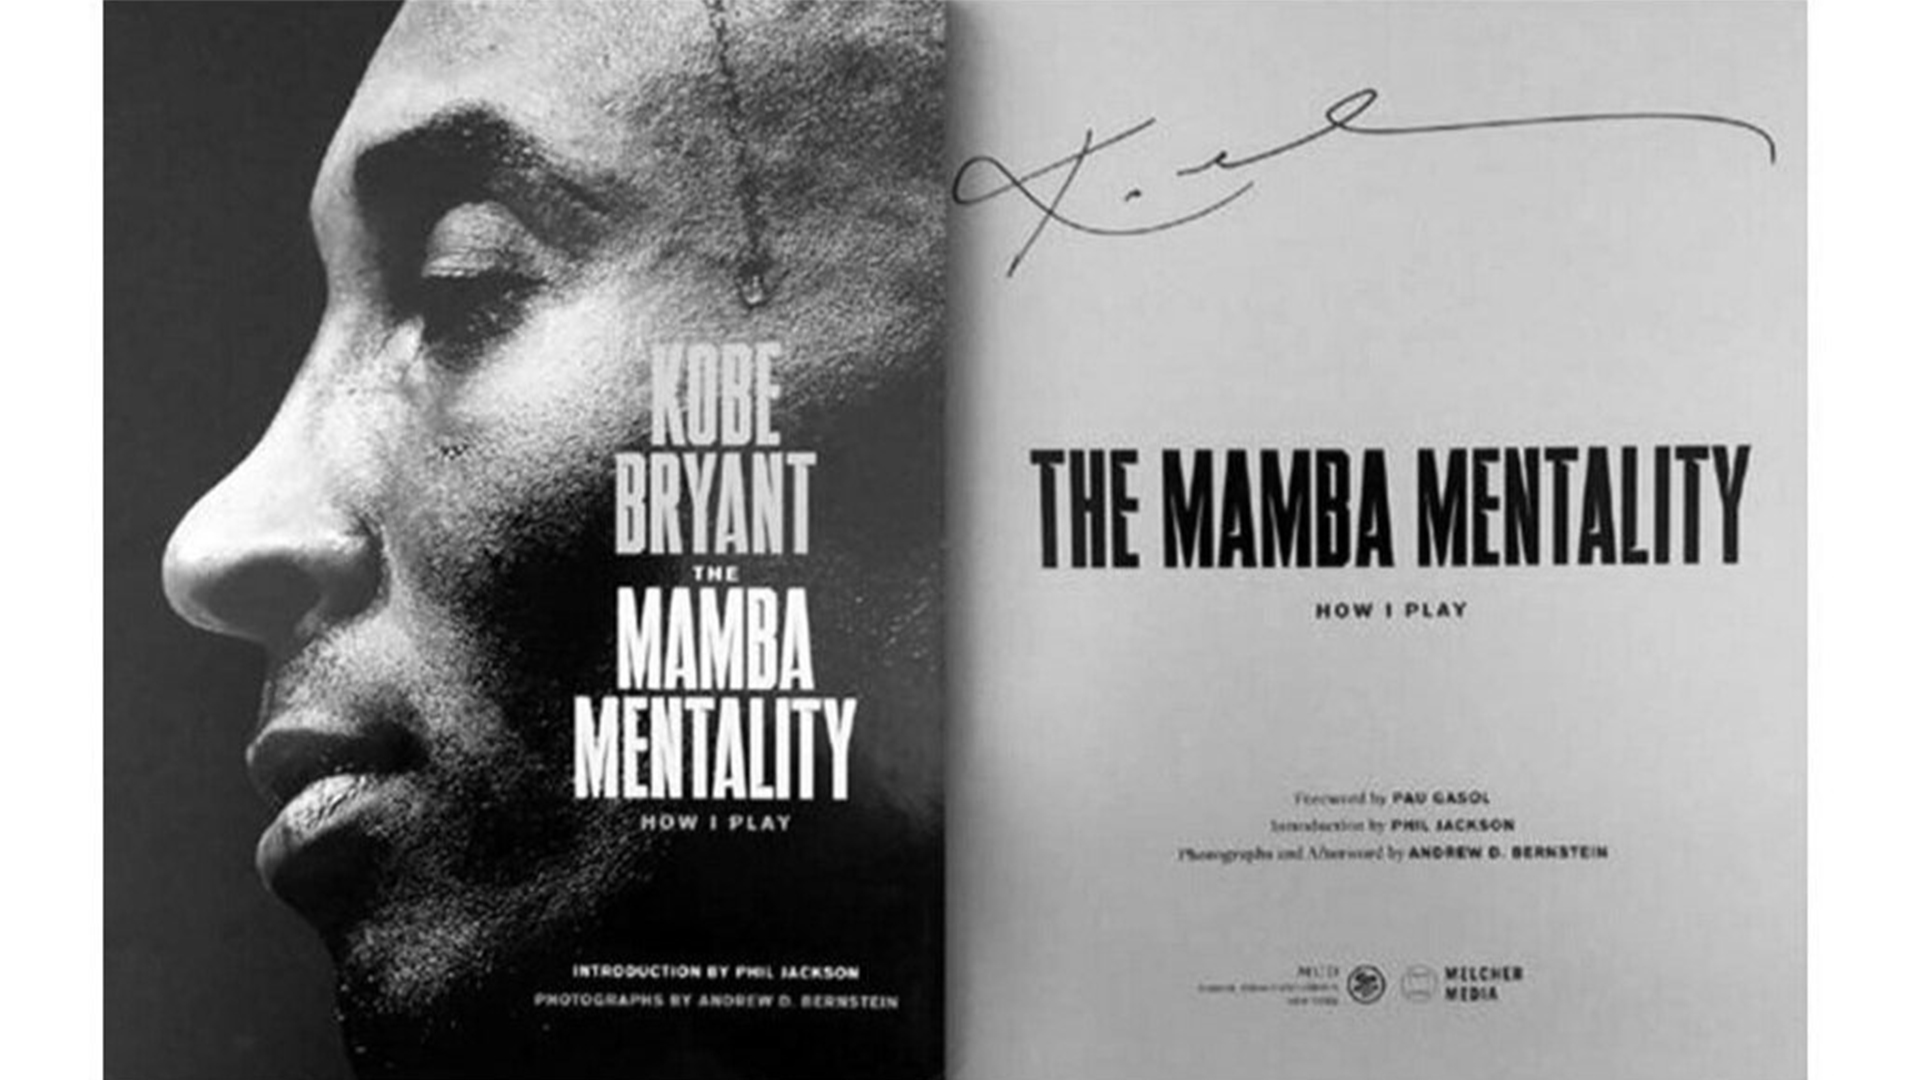 KOBE
BRYANT
THE
MAMBA
MENTALITY
HOW I PLAY
INTRODUCTION BY PHIL JACKSON
PHOTOGRAPHS BY ANDREW D. BERNSTEIN
THE MAMBA MENTALITY
HOW I PLAY
Foreword by PAU GASOL
Introduction by PHIL JACKSON
Photographs and Afterword by ANDREW D. BERNSTEIN
MCD
MELCHER
MEDIA